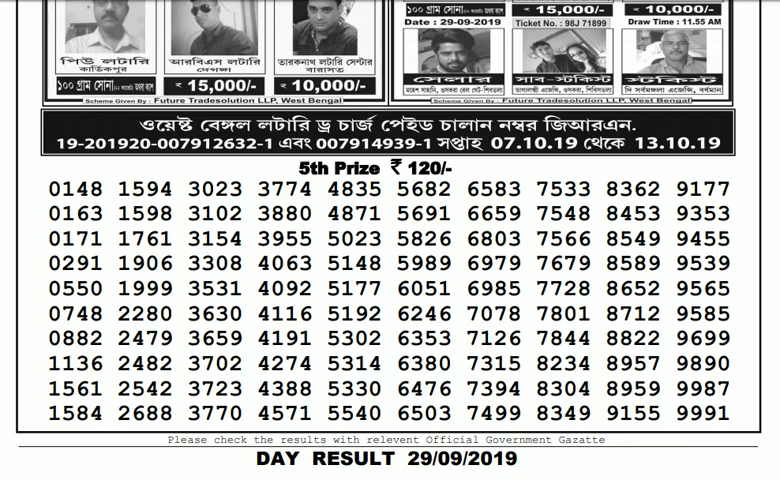 ১০০ গ্রাম সোনা
₹ 15,000/-
₹ 10,000/-
Date : 29-09-2019
Ticket No. : 98J 71899
Draw Time : 11.55 AM
পিউ লটারি
কার্তিকপুর
আরবিএস লটারি
দেগঙ্গা
তারকনাথ লটারি সেন্টার
বারাসত
সেলার
সাব-স্টকিস্ট
স্টকিস্ট
দি সর্বমঙ্গলা এজেন্সি, বর্ধমান
১০০ গ্রাম সোনা
₹ 15,000/-
₹ 10,000/-
Scheme Given By : Future Tradesolution LLP, West Bengal
Scheme Given By : Future Tradesolution LLP, West Bengal
ওয়েষ্ট বেঙ্গল লটারি ড্র চার্জ পেইড চালান নম্বর জিআরএন.
19-201920-007912632-1 এবং 007914939-1 সপ্তাহ 07.10.19 থেকে 13.10.19
5th Prize ₹ 120/-
0148 1594 3023 3774 4835 5682 6583 7533 8362 9177
0163 1598 3102 3880 4871 5691 6659 7548 8453 9353
0171 1761 3154 3955 5023 5826 6803 7566 8549 9455
0291 1906 3308 4063 5148 5989 6979 7679 8589 9539
0550 1999 3531 4092 5177 6051 6985 7728 8652 9565
0748 2280 3630 4116 5192 6246 7078 7801 8712 9585
0882 2479 3659 4191 5302 6353 7126 7844 8822 9699
1136 2482 3702 4274 5314 6380 7315 8234 8957 9890
1561 2542 3723 4388 5330 6476 7394 8304 8959 9987
1584 2688 3770 4571 5540 6503 7499 8349 9155 9991
Please check the results with relevent Official Government Gazatte
DAY RESULT 29/09/2019